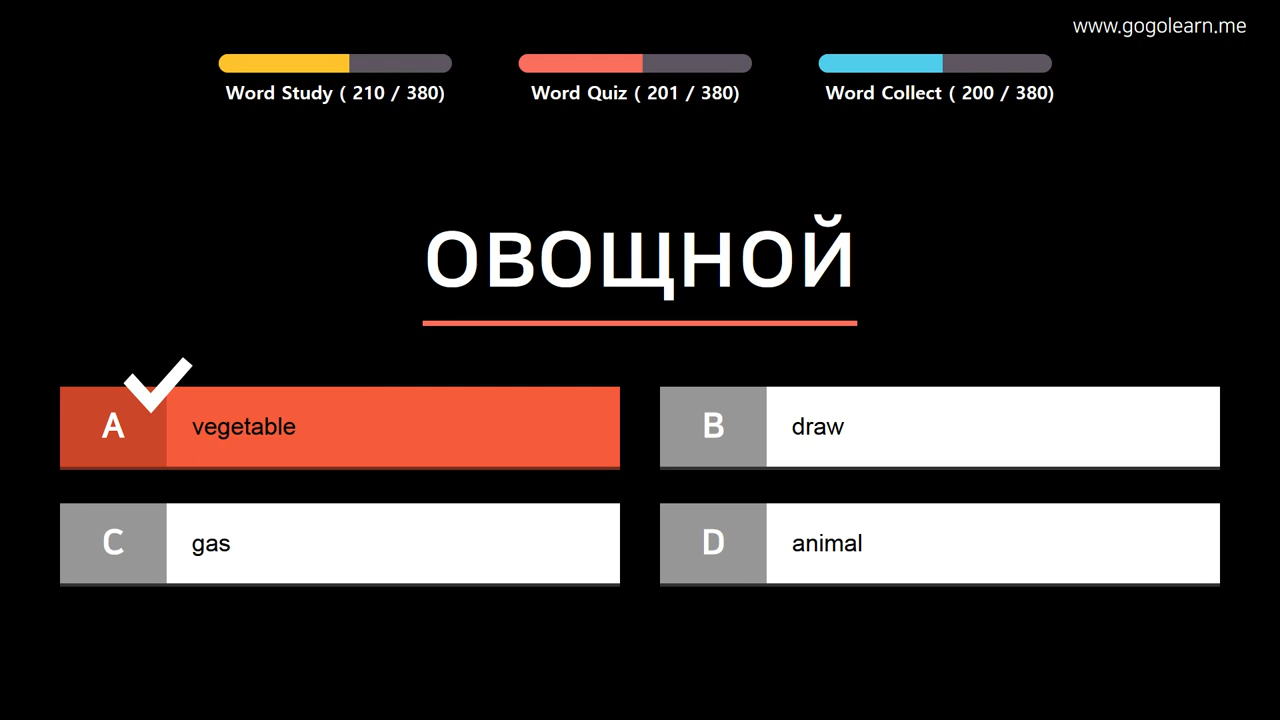 www.gogolearn.me
Word Study ( 210 / 380)
Word Quiz ( 201 / 380)
Word Collect ( 200 / 380)
овощной
A vegetable
B draw
C gas
D animal